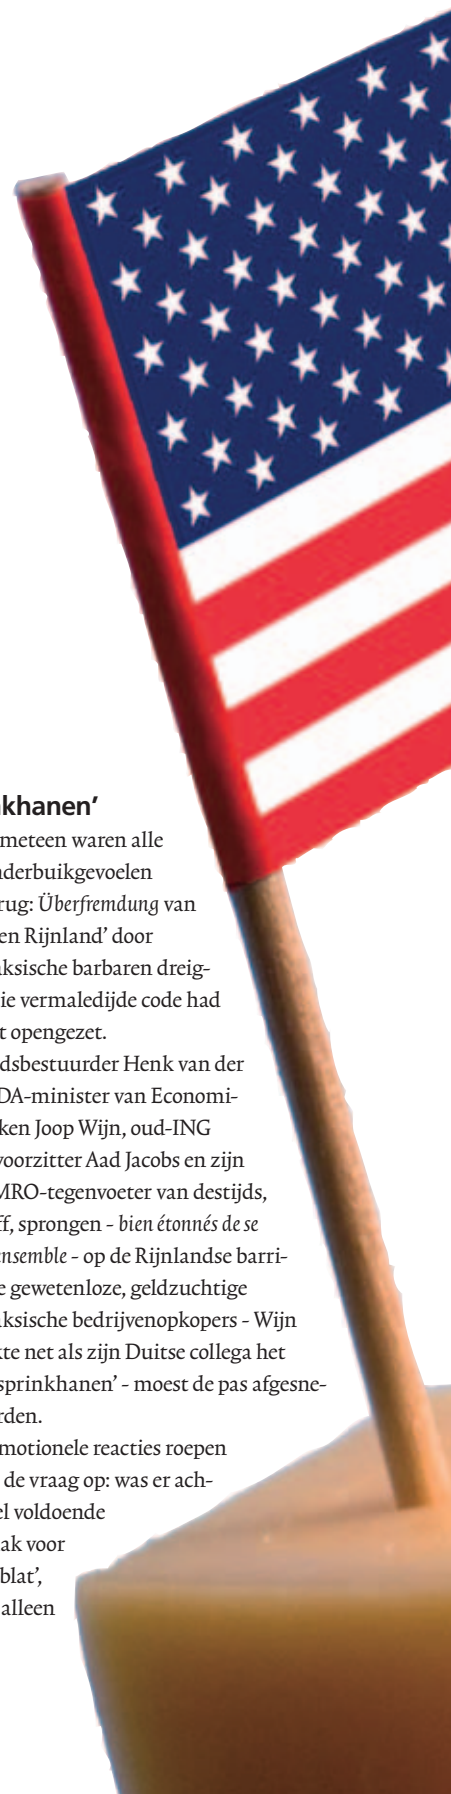 nkhanen’
meteen waren alle
nderbuikgevoelen
rug: Überfremdung van
en Rijnland’ door
aksische barbaren dreig-
ie vermaledijde code had
t opengezet.
dsbestuurder Henk van der
DA-minister van Economi-
ken Joop Wijn, oud-ING
voorzitter Aad Jacobs en zijn
MRO-tegenvoeter van destijds,
ff, sprongen - bien étonnés de se
ensemble - op de Rijnlandse barri-
e gewetenloze, geldzuchtige
aksische bedrijvenopkopers - Wijn
kte net als zijn Duitse collega het
sprinkhanen’ - moest de pas afgesne-
rden.
motionele reacties roepen
de vraag op: was er ach-
el voldoende
ak voor
blat’,
alleen